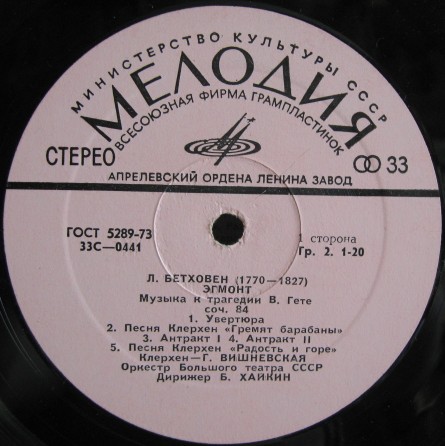 МИНИСТЕРСТВО КУЛЬТУРЫ СССР
МЕЛОДИЯ
ВСЕСОЮЗНАЯ ФИРМА ГРАМПЛАСТИНОК
СТЕРЕО
33
АПРЕЛЕВСКИЙ ОРДЕНА ЛЕНИНА ЗАВОД
ГОСТ 5289-73
33С—0441
1 сторона
Гр. 2. 1-20
Л. БЕТХОВЕН (1770—1827)
ЭГМОНТ
Музыка к трагедии В. Гете
соч. 84
1. Увертюра
2. Песня Клерхен «Гремят барабаны»
3. Антракт I 4. Антракт II
5. Песня Клерхен «Радость и горе»
Клерхен—Г. ВИШНЕВСКАЯ
Оркестр Большого театра СССР
Дирижер Б. ХАЙКИН